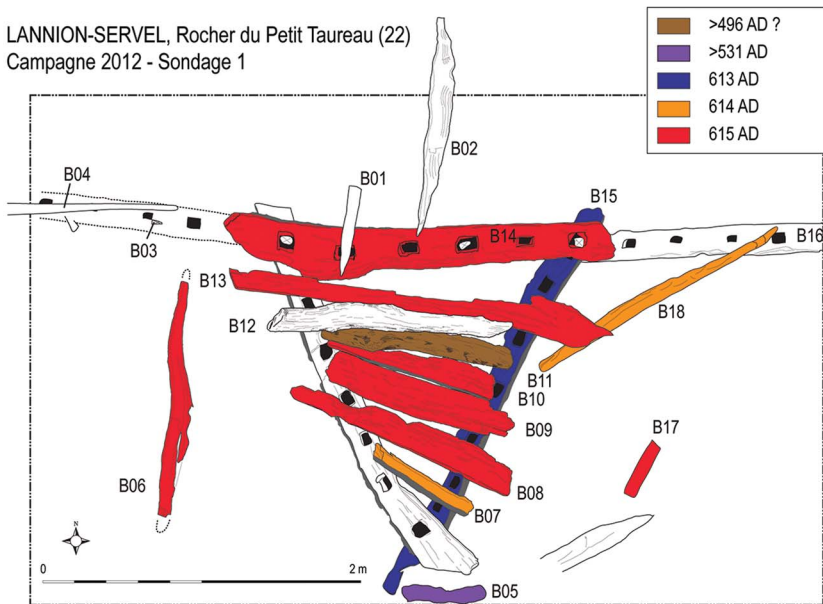 LANNION-SERVEL, Rocher du Petit Taureau (22)
Campagne 2012 - Sondage 1
>496 AD ?
>531 AD
613 AD
614 AD
615 AD
B02
B04
B01
B15
B03
B14
B16
B13
B18
B12
B11
B10
B09
B17
B06
B08
B07
N
0
2 m
B05